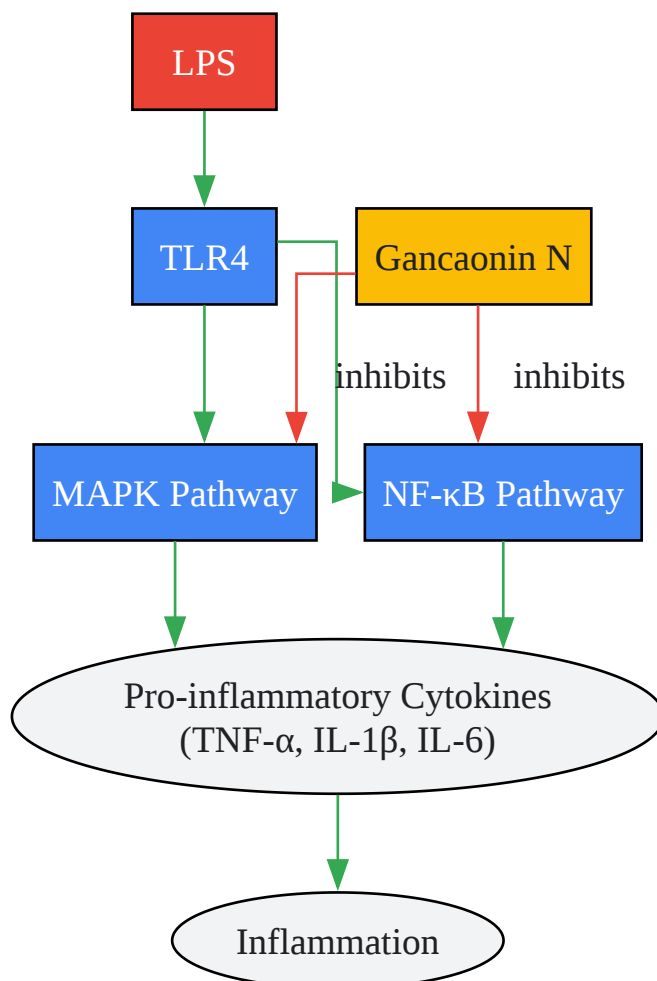 LPS
TLR4
Gancaonin N
inhibits
inhibits
MAPK Pathway
NF-κB Pathway
Pro-inflammatory Cytokines
(TNF-α, IL-1β, IL-6)
Inflammation